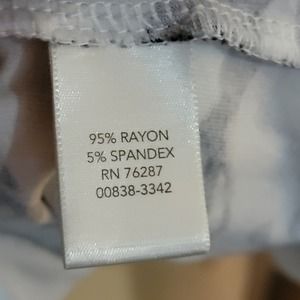 95% RAYON
5% SPANDEX
RN 76287
00838-3342